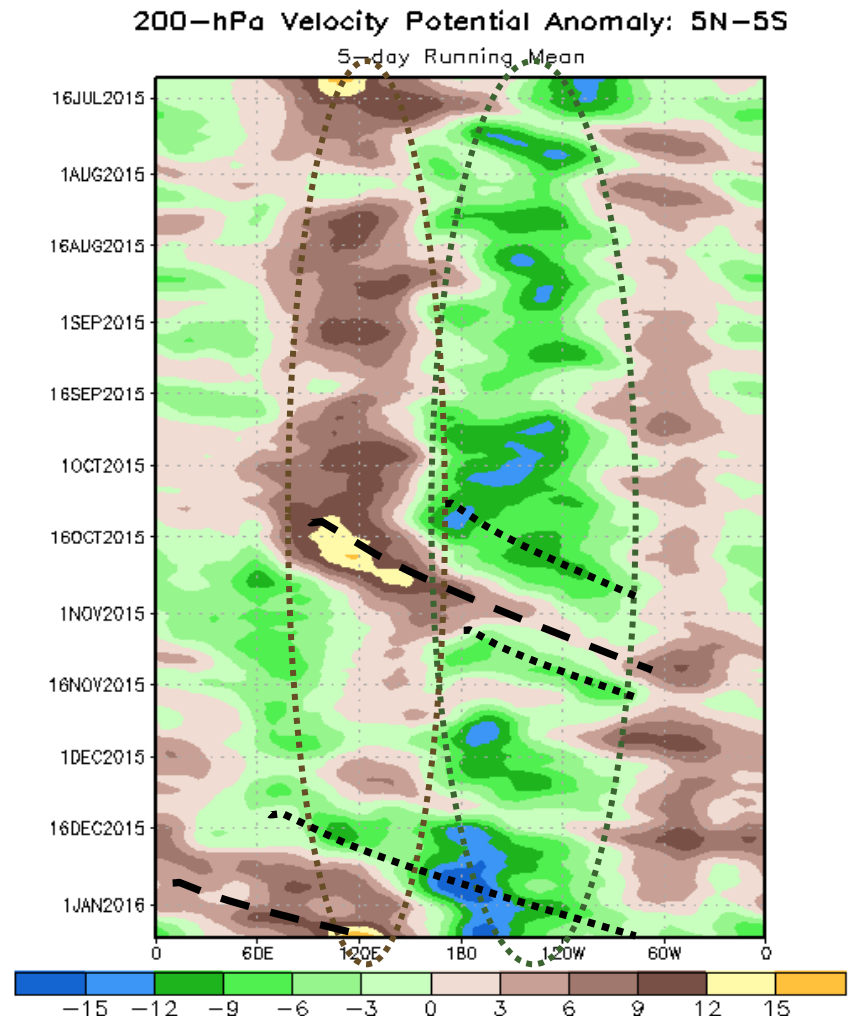 200-hPa Velocity Potential Anomaly: 5N-5S
5-day Running Mean
16JUL2015
1AUG2015
16AUG2015
1SEP2015
16SEP2015
1OCT2015
16OCT2015
1NOV2015
16NOV2015
1DEC2015
16DEC2015
1JAN2016
0 60E 120E 180 120W 60W 0
-15 -12 -9 -6 -3 0 3 6 9 12 15